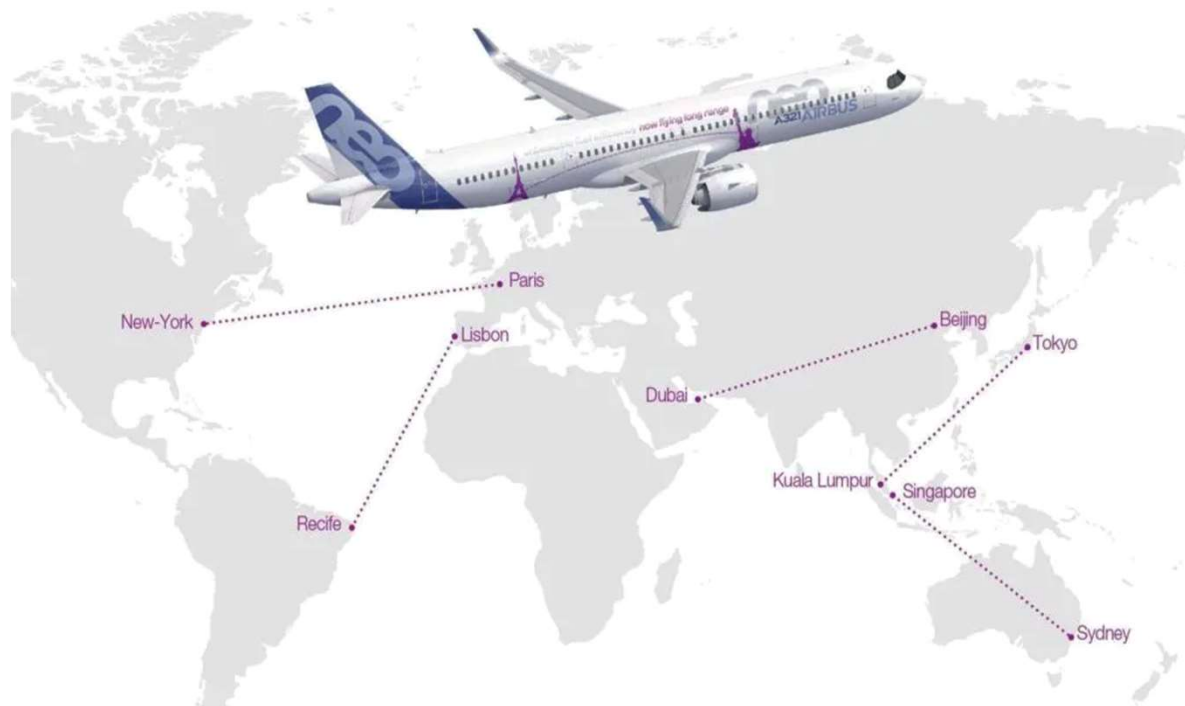 neo
now flying long range
neo
A321 AIRBUS
Paris
New-York
Lisbon
Beijing
Tokyo
Dubai
Kuala Lumpur
Singapore
Recife
Sydney